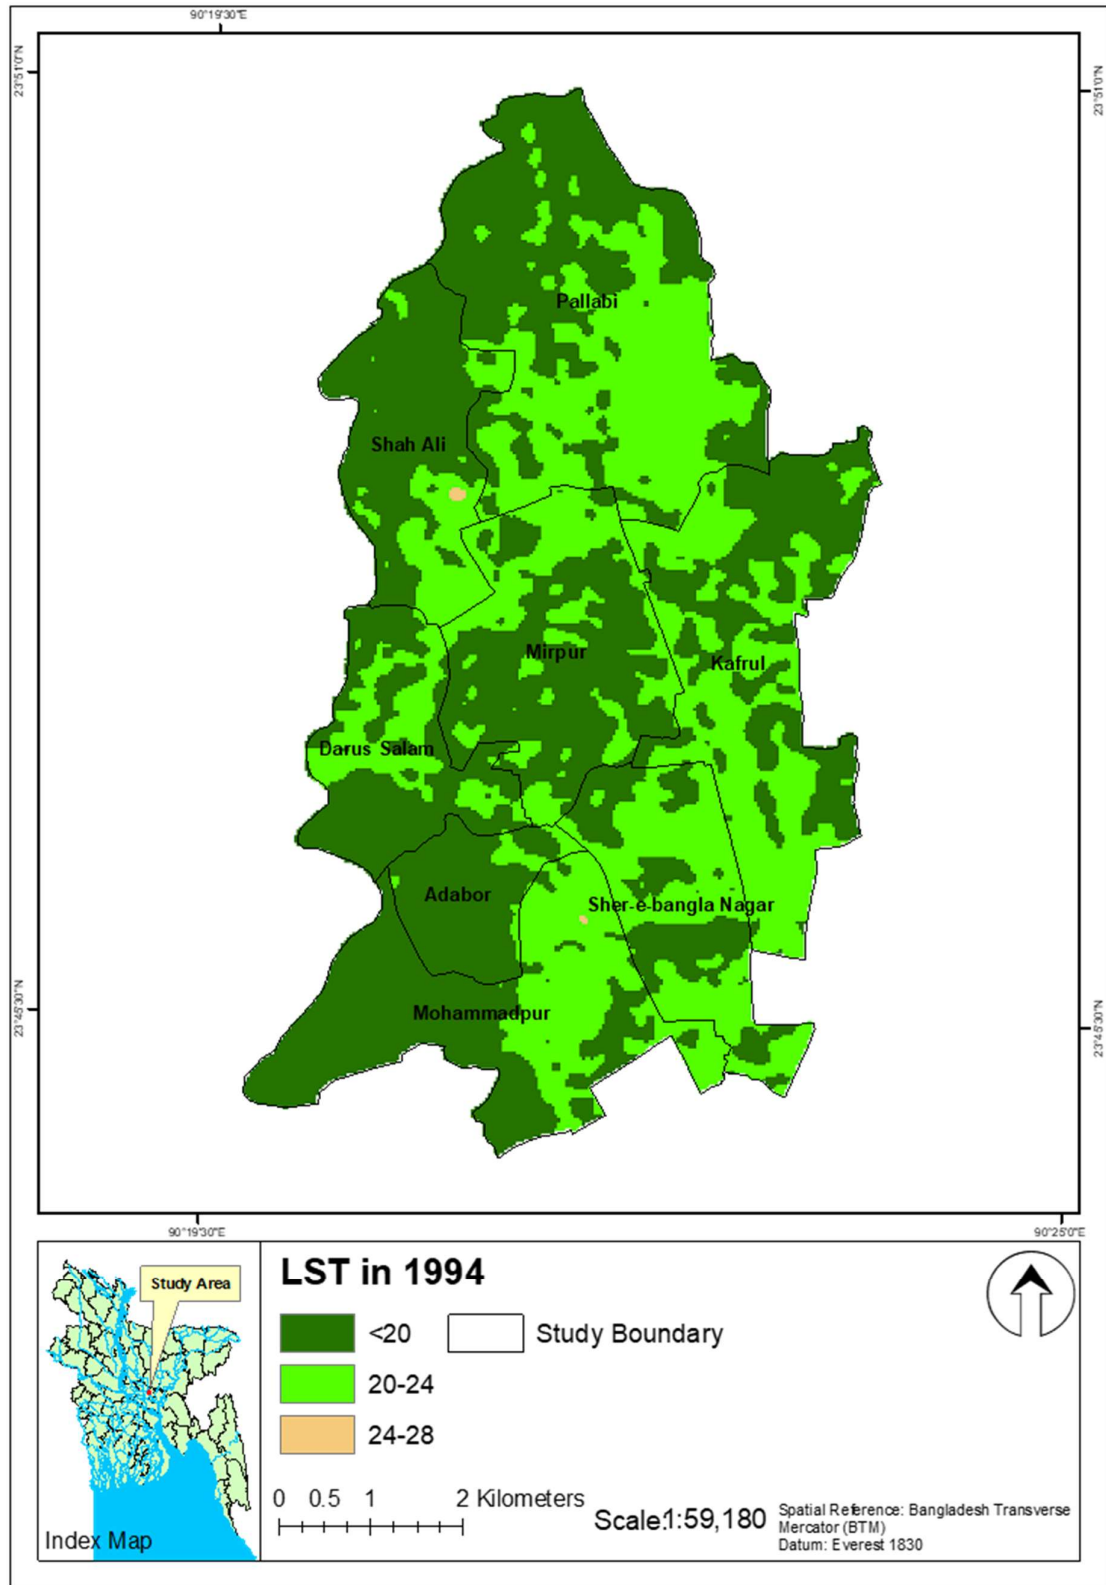 90°19'30"E
23°51'0"N
23°51'0"N
Pallabi
Shah Ali
Mirpur
Kafrul
Darus Salam
Adabor
Sher-e-bangla Nagar
Mohammadpur
23°45'30"N
23°45'30"N
90°19'30"E
90°25'0"E
Study Area
Index Map
LST in 1994
<20
Study Boundary
20-24
24-28
0 0.5 1 2 Kilometers
Scale:1:59,180
Spatial Reference: Bangladesh Transverse
Mercator (BTM)
Datum: Everest 1830